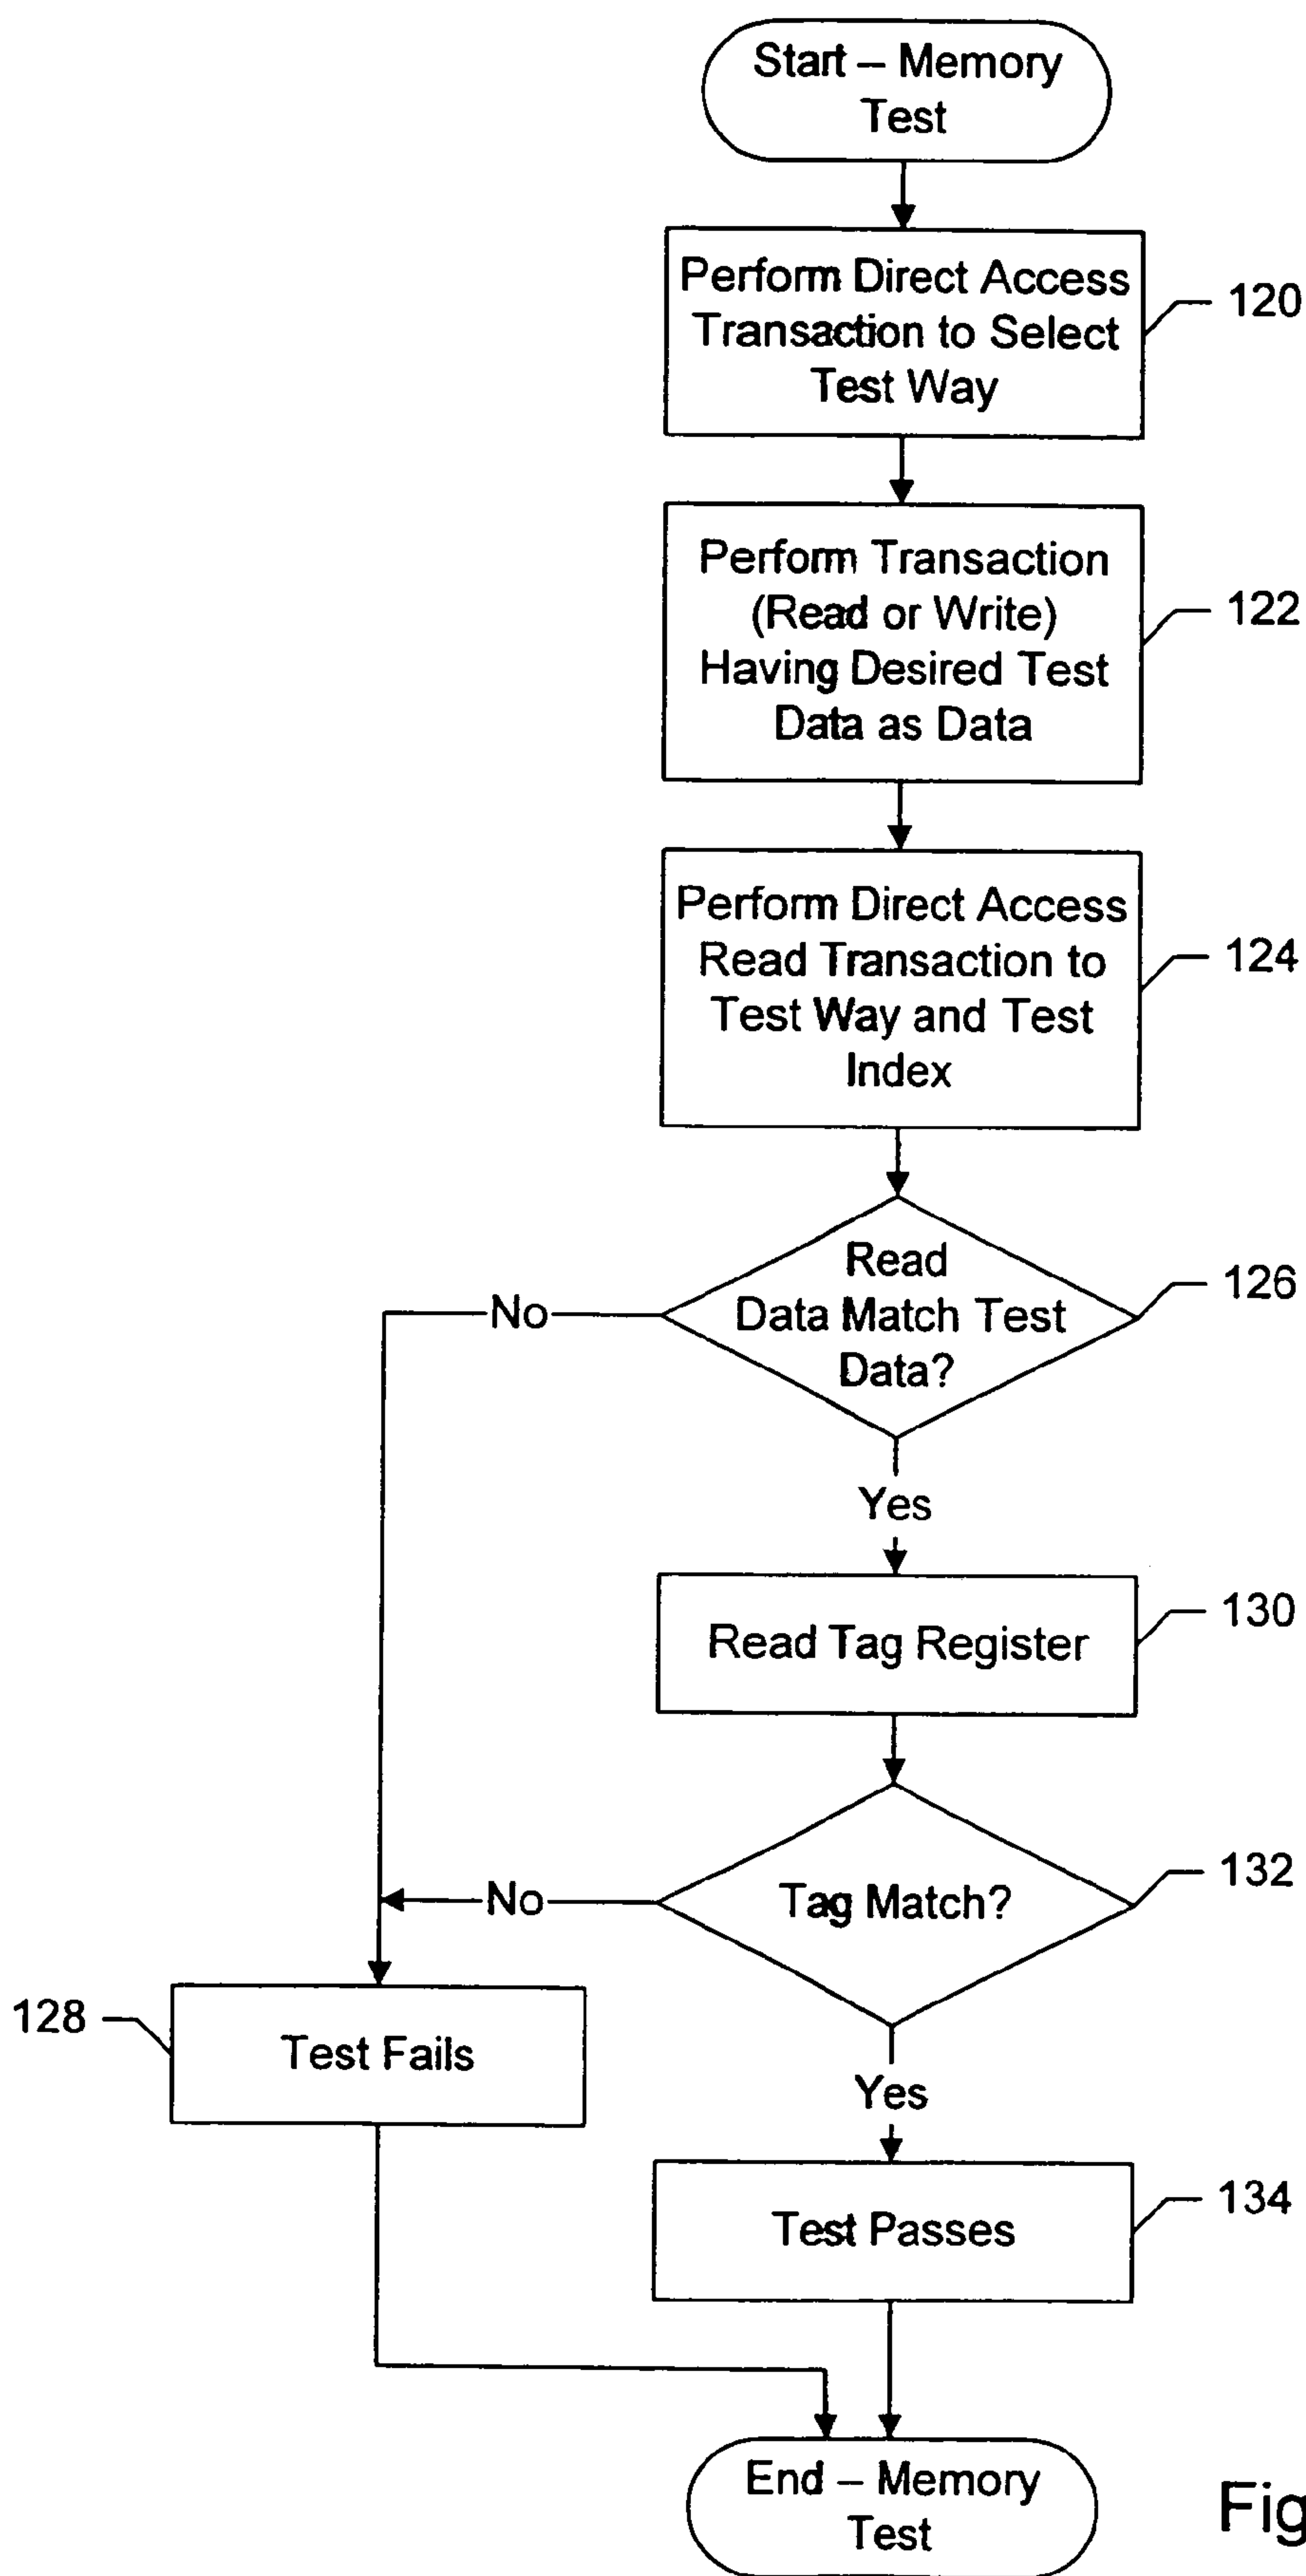 Start – Memory
Test
Perform Direct Access
Transaction to Select
Test Way
120
Perform Transaction
(Read or Write)
Having Desired Test
Data as Data
122
Perform Direct Access
Read Transaction to
Test Way and Test
Index
124
Read
Data Match Test
Data?
126
No
Yes
Read Tag Register
130
Tag Match?
132
No
128
Test Fails
Yes
Test Passes
134
End – Memory
Test
Fig